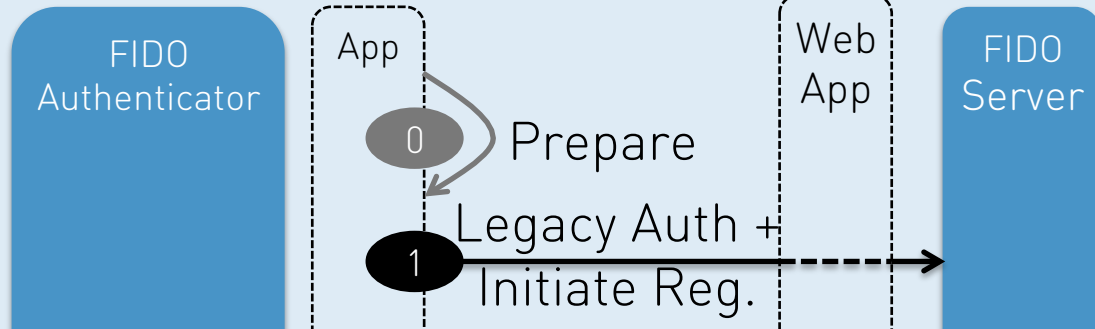 FIDO
Authenticator
App
Web
App
FIDO
Server
0
Prepare
Legacy Auth +
1
Initiate Reg.